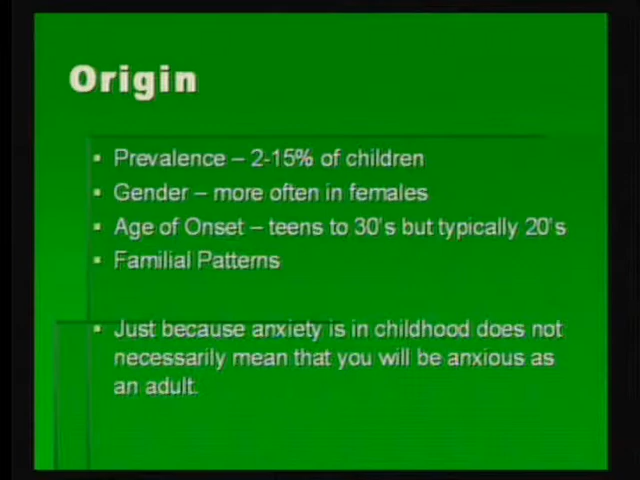 Origin
▪ Prevalence – 2-15% of children
▪ Gender – more often in females
▪ Age of Onset – teens to 30's but typically 20's
▪ Familial Patterns
▪ Just because anxiety is in childhood does not
necessarily mean that you will be anxious as
an adult.